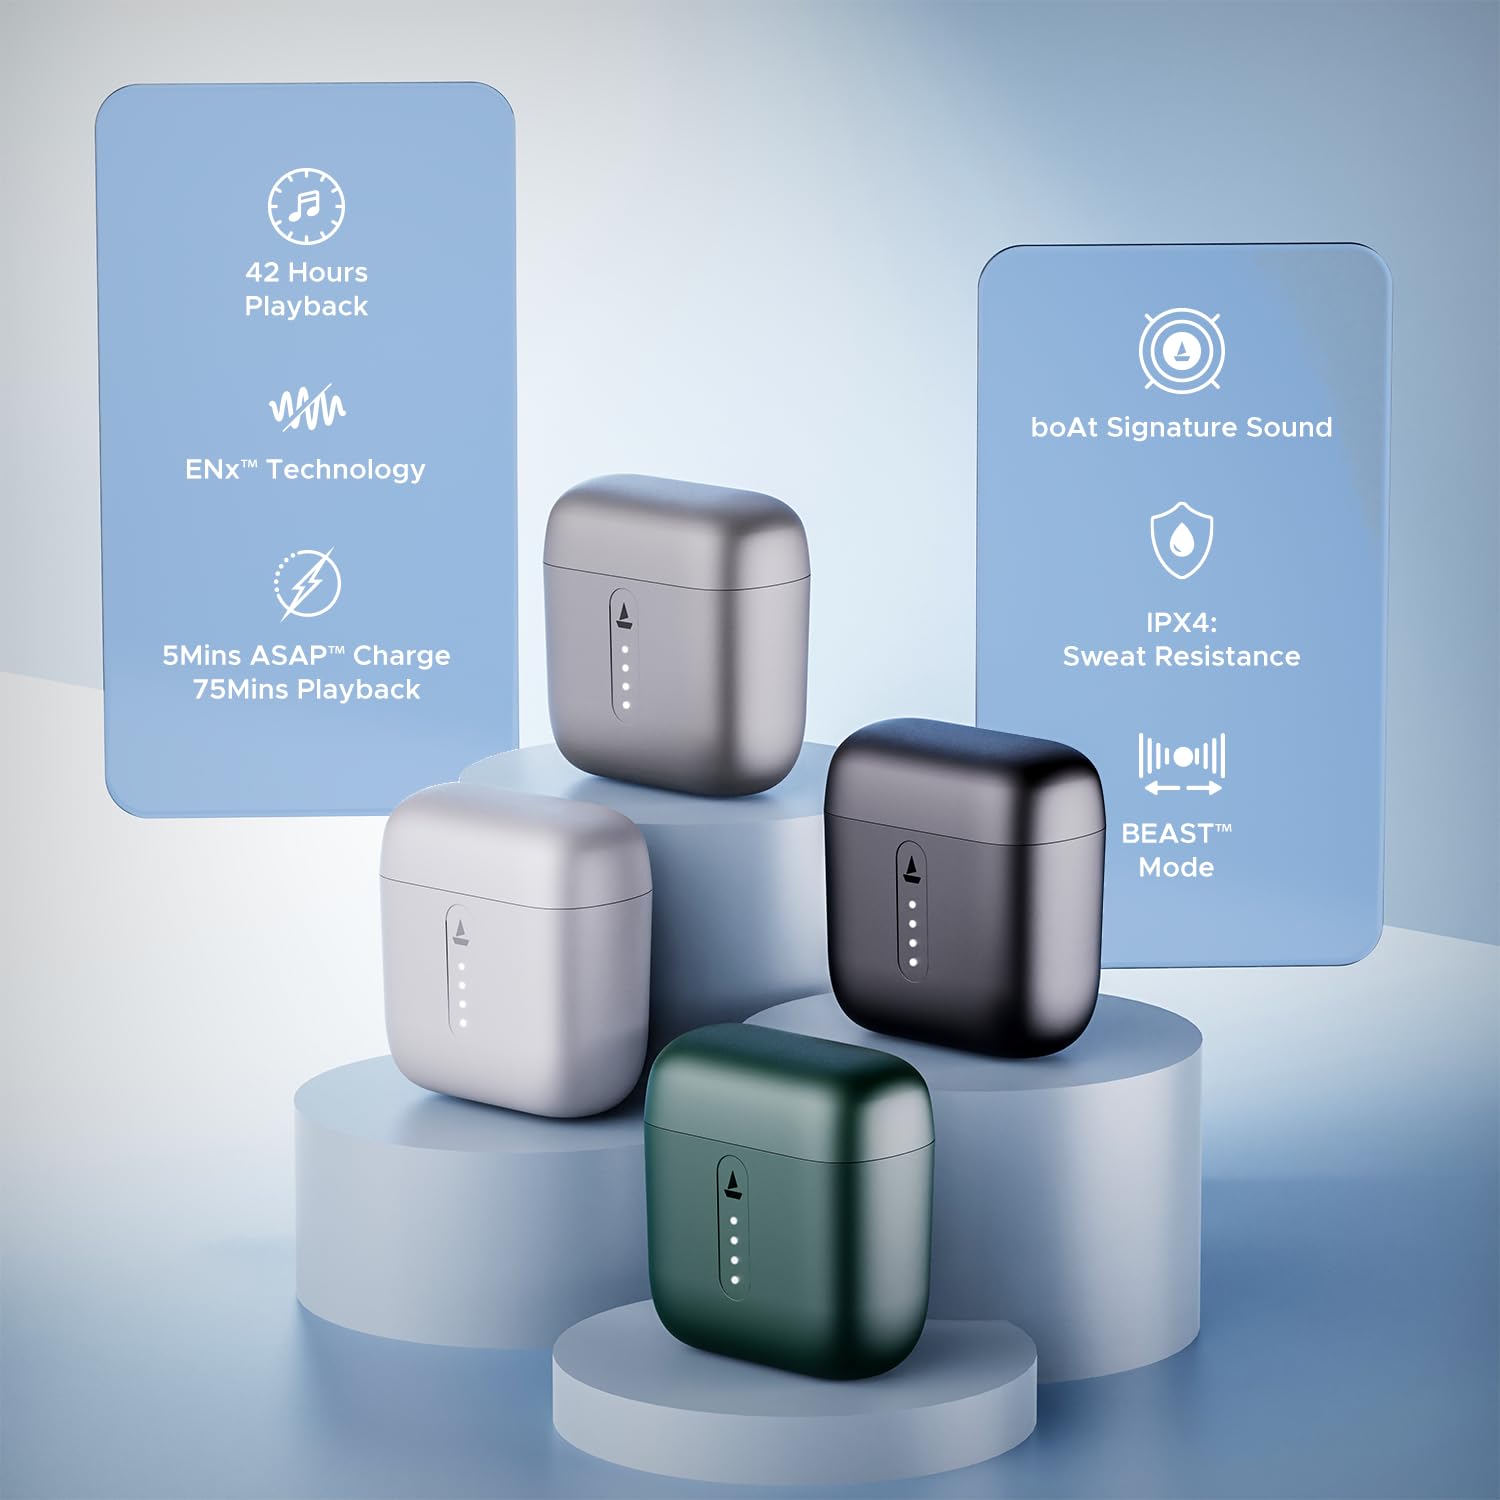 42 Hours
Playback
ENx™ Technology
5Mins ASAP™ Charge
75Mins Playback
boAt Signature Sound
IPX4:
Sweat Resistance
BEAST™
Mode